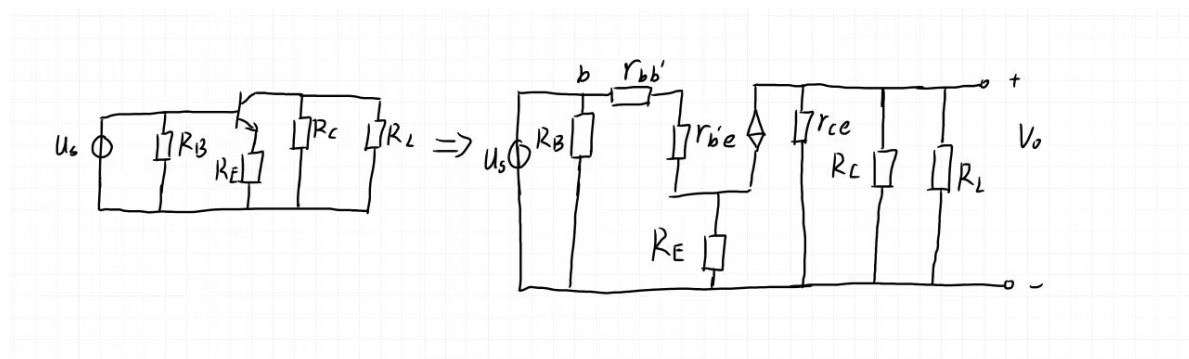 Us
RB
RE
RC
RL
⇒
Us
RB
b
rbb'
rb'e
RE
rce
RC
RL
+
Vo
-